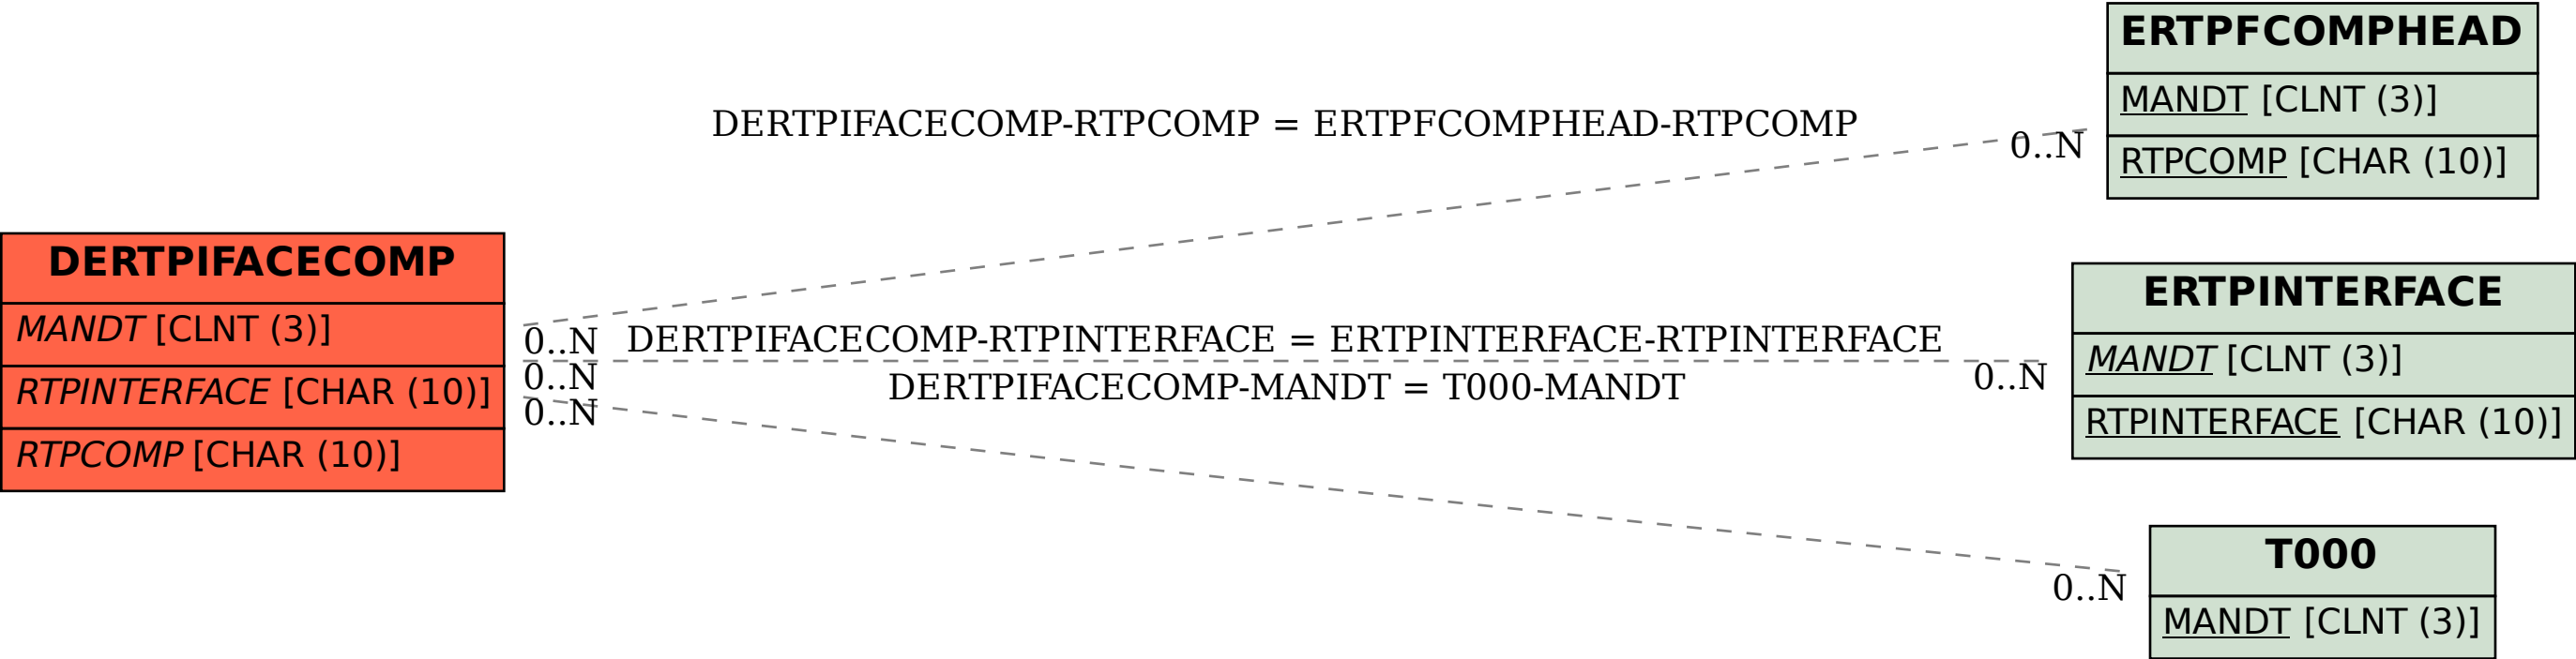 ERTPFCOMPHEAD
MANDT [CLNT (3)]
RTPCOMP [CHAR (10)]
DERTPIFACECOMP-RTPCOMP = ERTPFCOMPHEAD-RTPCOMP
0..N
DERTPIFACECOMP
MANDT [CLNT (3)]
RTPINTERFACE [CHAR (10)]
RTPCOMP [CHAR (10)]
0..N
0..N
0..N
DERTPIFACECOMP-RTPINTERFACE = ERTPINTERFACE-RTPINTERFACE
DERTPIFACECOMP-MANDT = T000-MANDT
0..N
ERTPINTERFACE
MANDT [CLNT (3)]
RTPINTERFACE [CHAR (10)]
0..N
T000
MANDT [CLNT (3)]